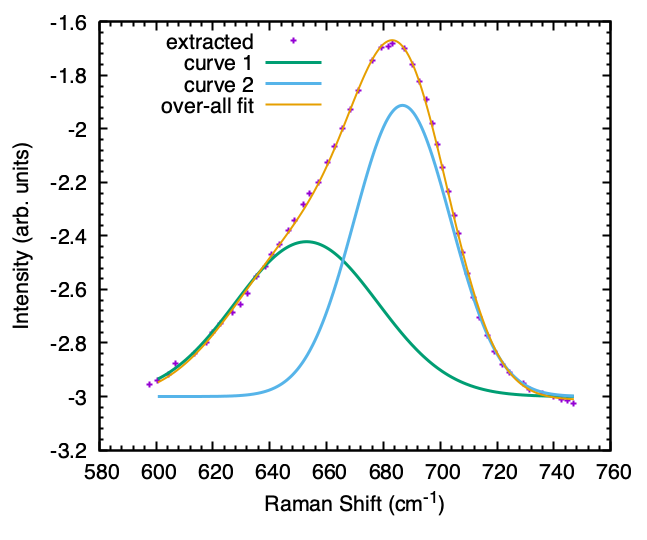 -1.6
extracted
-1.8
curve 1
curve 2
-2
over-all fit
-2.2
-2.4
-2.6
-2.8
-3
-3.2
Intensity (arb. units)
580 600 620 640 660 680 700 720 740 760
Raman Shift (cm⁻¹)